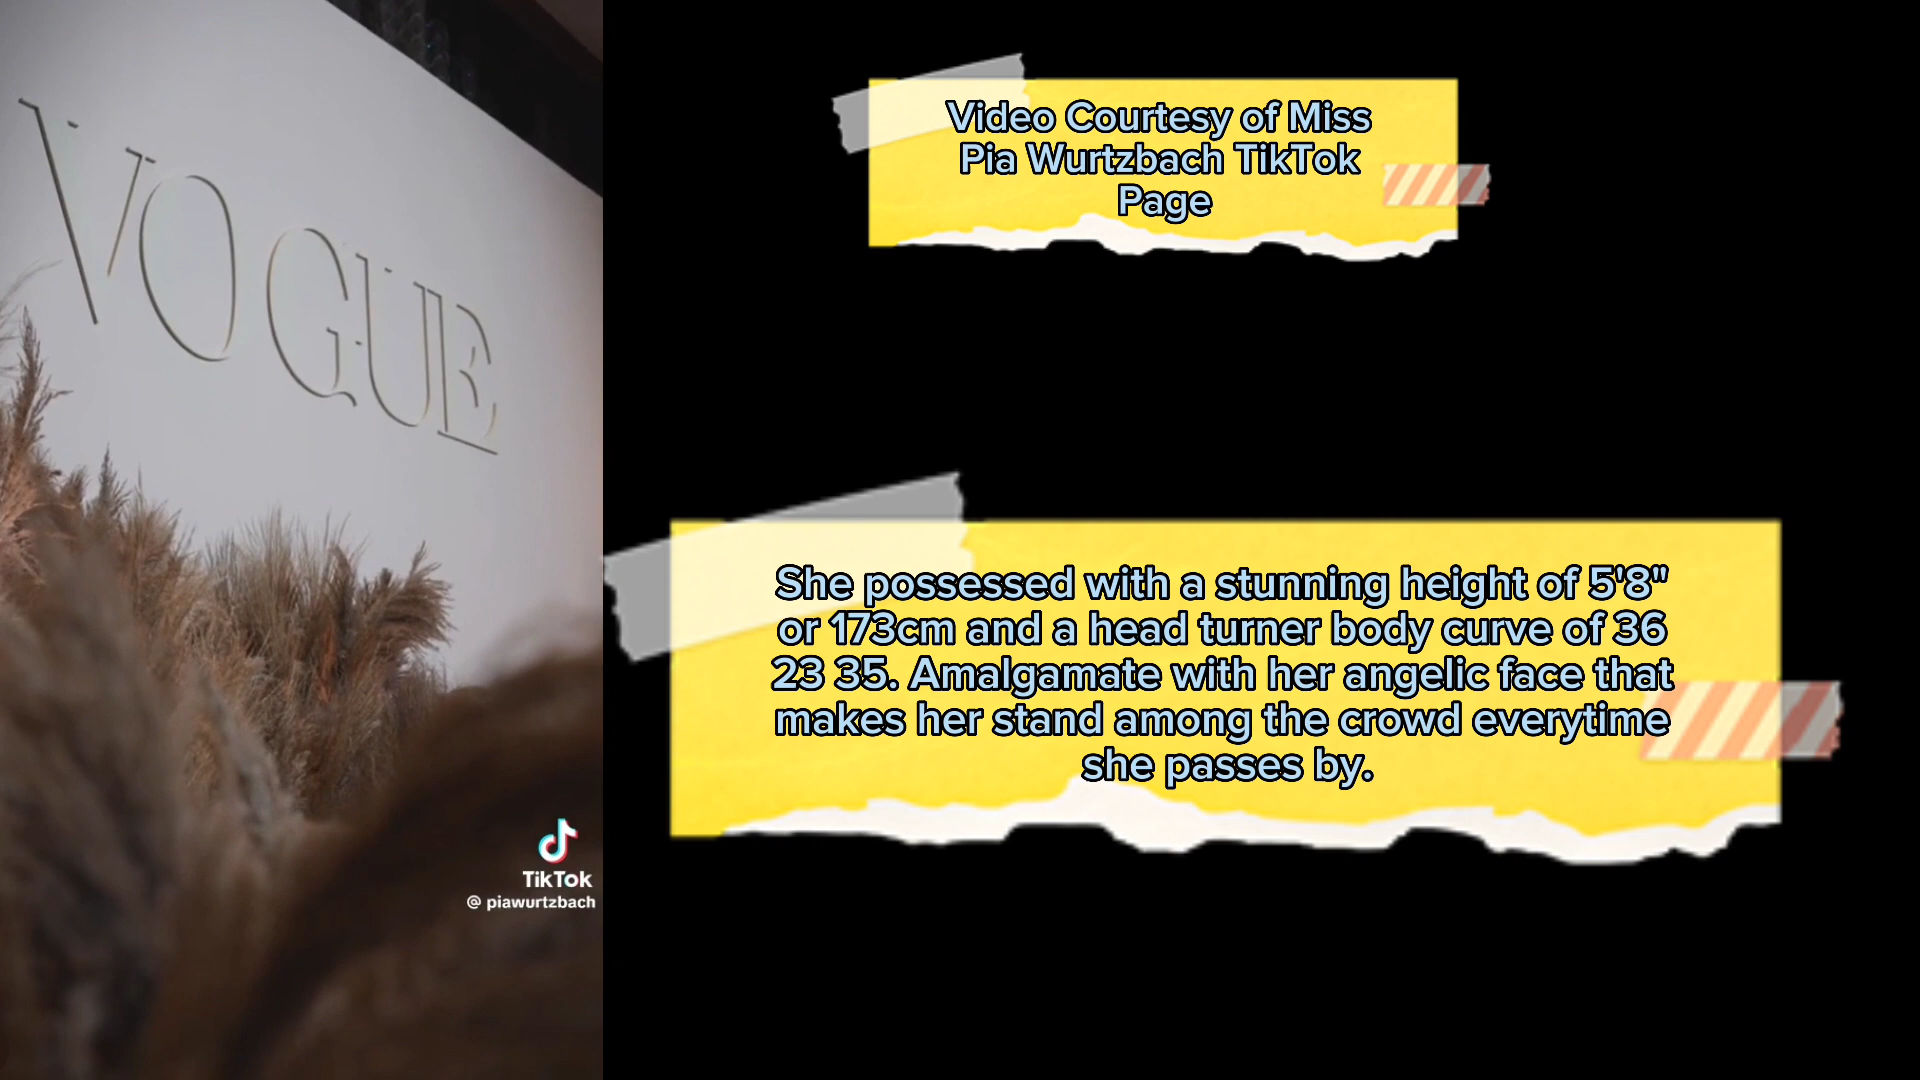 VOGUE
TikTok
@ piawurtzbach
Video Courtesy of Miss
Pia Wurtzbach TikTok
Page
She possessed with a stunning height of 5'8"
or 173cm and a head turner body curve of 36
23 35. Amalgamate with her angelic face that
makes her stand among the crowd everytime
she passes by.